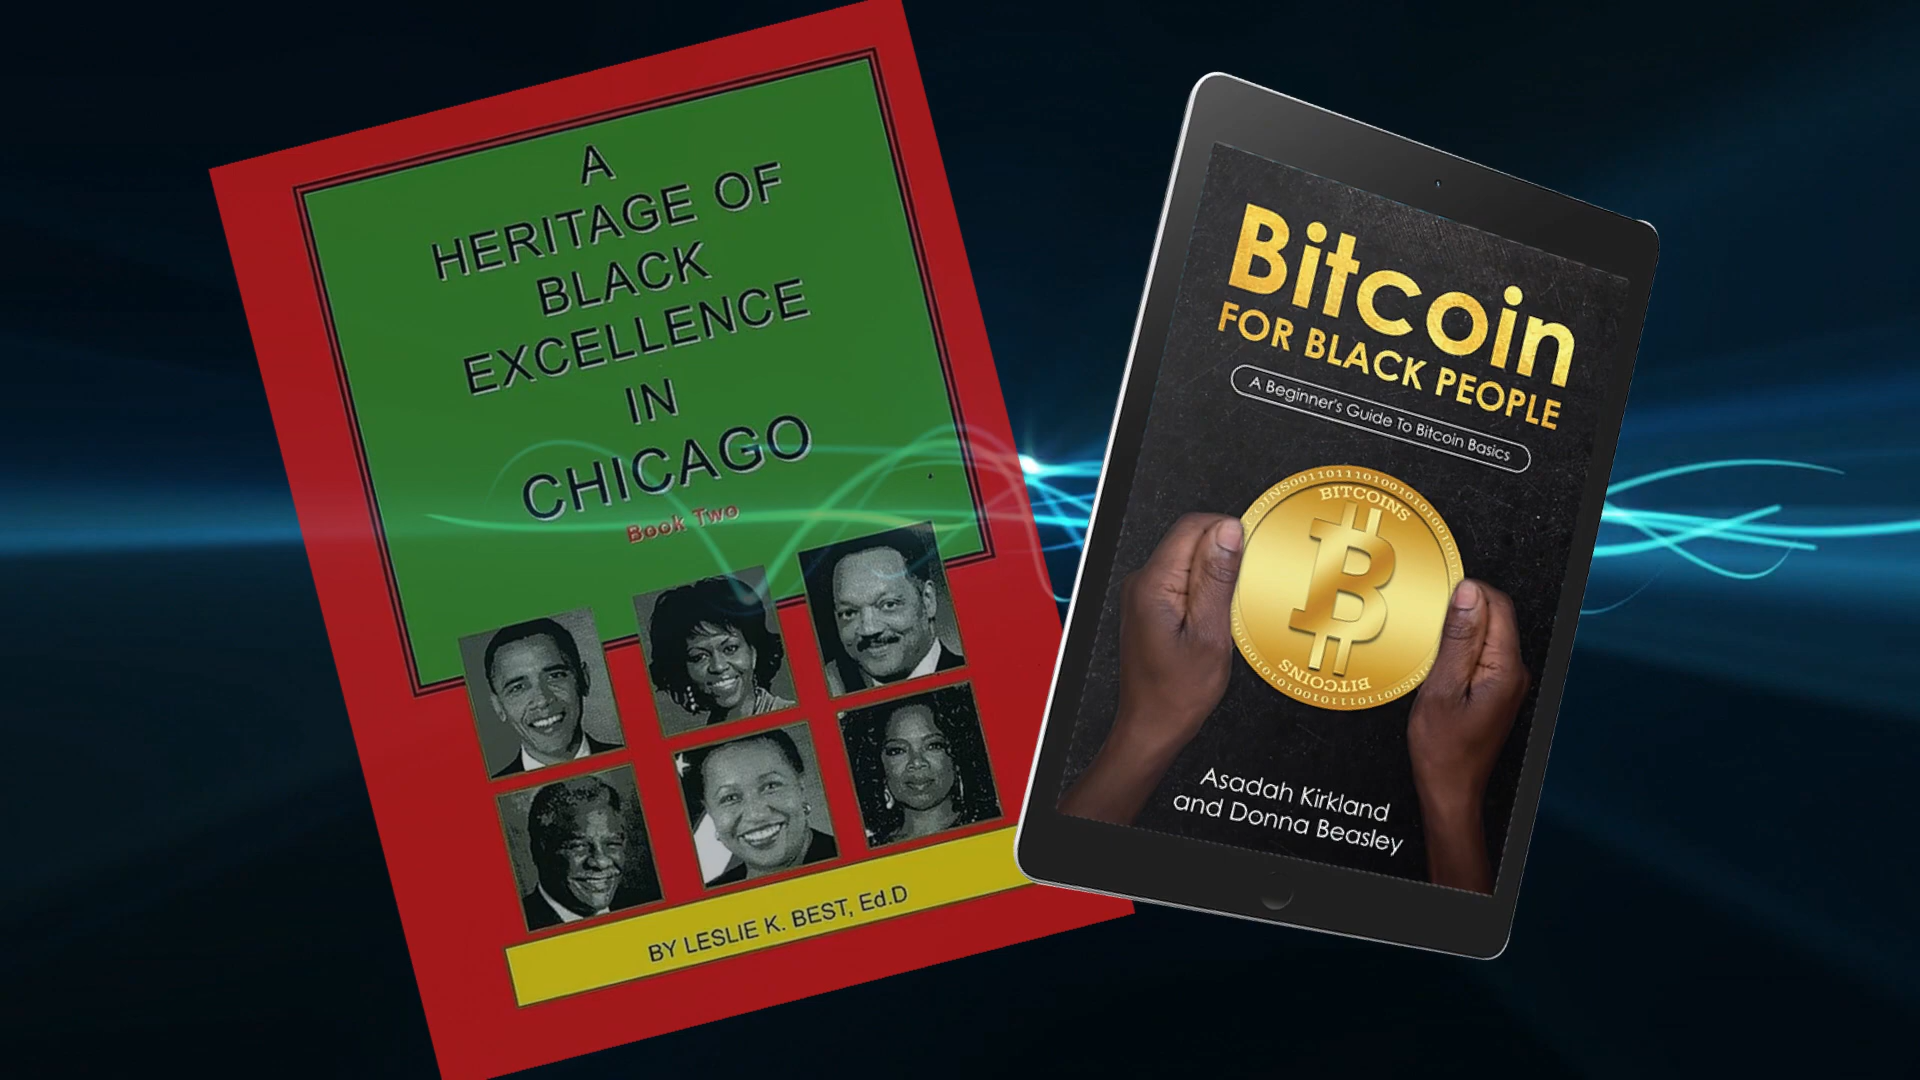 A
HERITAGE OF
BLACK
EXCELLENCE
IN
CHICAGO
Book Two
BY LESLIE K. BEST, Ed.D
Bitcoin
FOR BLACK PEOPLE
A Beginner's Guide To Bitcoin Basics
BITCOINS
BITCOINS
Asadah Kirkland
and Donna Beasley